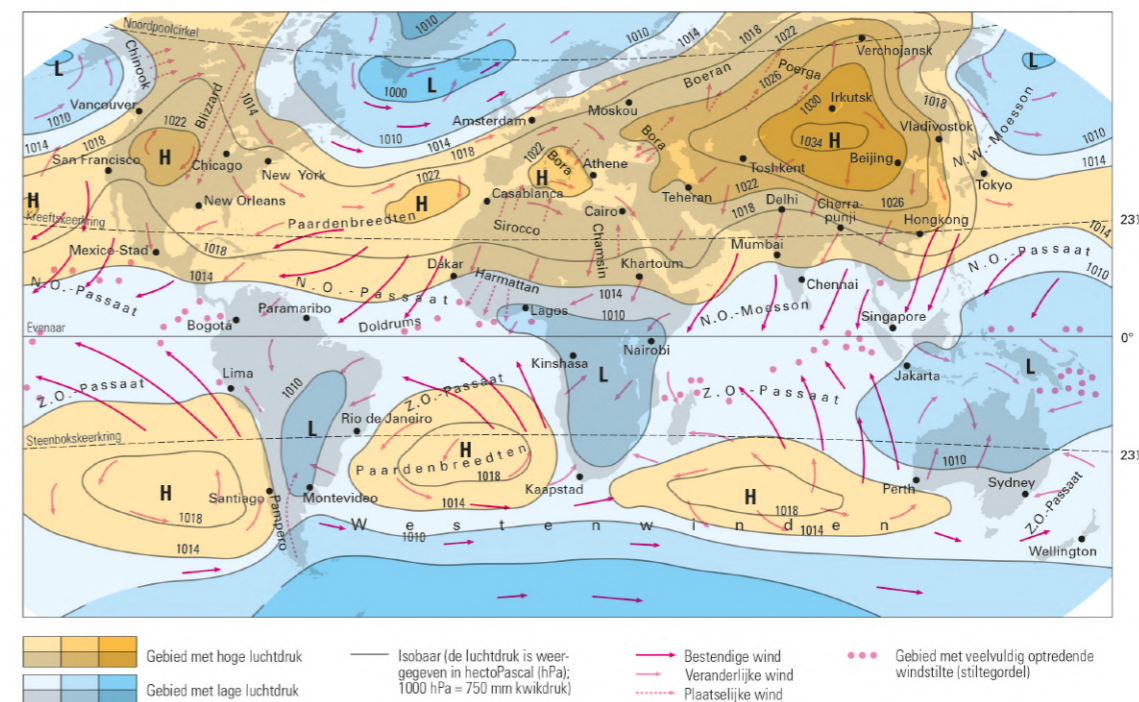 Noordpoolcirkel
1010
1010
1014
1018
1022
Verchojansk
Chinook
L
1000
L
Boeran
Poerga
1026
L
Vancouver
Blizzard
1014
Moskou
1030
Irkutsk
1018
N.W.-Moesson
1010
1010
Amsterdam
Vladivostok
1014
1018
1022
1010
1014
1018
1022
Bora
Bora
1034
H
1010
1014
San Francisco
H
Chicago
New York
H
Athene
Toshkent
Beijing
Tokyo
H
New Orleans
1022
H
Casablanca
Teheran
1022
Delhi
Cherra-
punji
1026
Kreeftskeerkring
Paardenbreedten
Sirocco
Cairo
Chamsin
1018
Hongkong
23
1014
Mexico-Stad
1018
Mumbai
N.O.-Passaat
1014
Dakar
Harmattan
Khartoum
1014
Chennai
1010
N.O.-Passaat
N.O.-Passaat
Paramaribo
Bogota
Doldrums
Lagos
1010
N.O.-Moesson
Singapore
Evenaar
0°
Nairobi
Kinshasa
Lima
1010
L
Jakarta
L
Z.O.-Passaat
Z.O.-Passaat
Z.O.-Passaat
Rio de Janeiro
Steenbokskeerkring
L
H
Paardenbreedten
1018
23
1010
H
Santiago
Montevideo
1014
Kaapstad
H
1018
Perth
Sydney
1018
Pampero
1014
Westenwinden
1014
1010
Z.O.-Passaat
Wellington
Gebied met hoge luchtdruk
Gebied met lage luchtdruk
Isobaar (de luchtdruk is weer-
gegeven in hectoPascal (hPa);
1000 hPa = 750 mm kwikdruk)
Bestendige wind
Veranderlijke wind
Plaatselijke wind
Gebied met veelvuldig optredende
windstilte (stiltegordel)